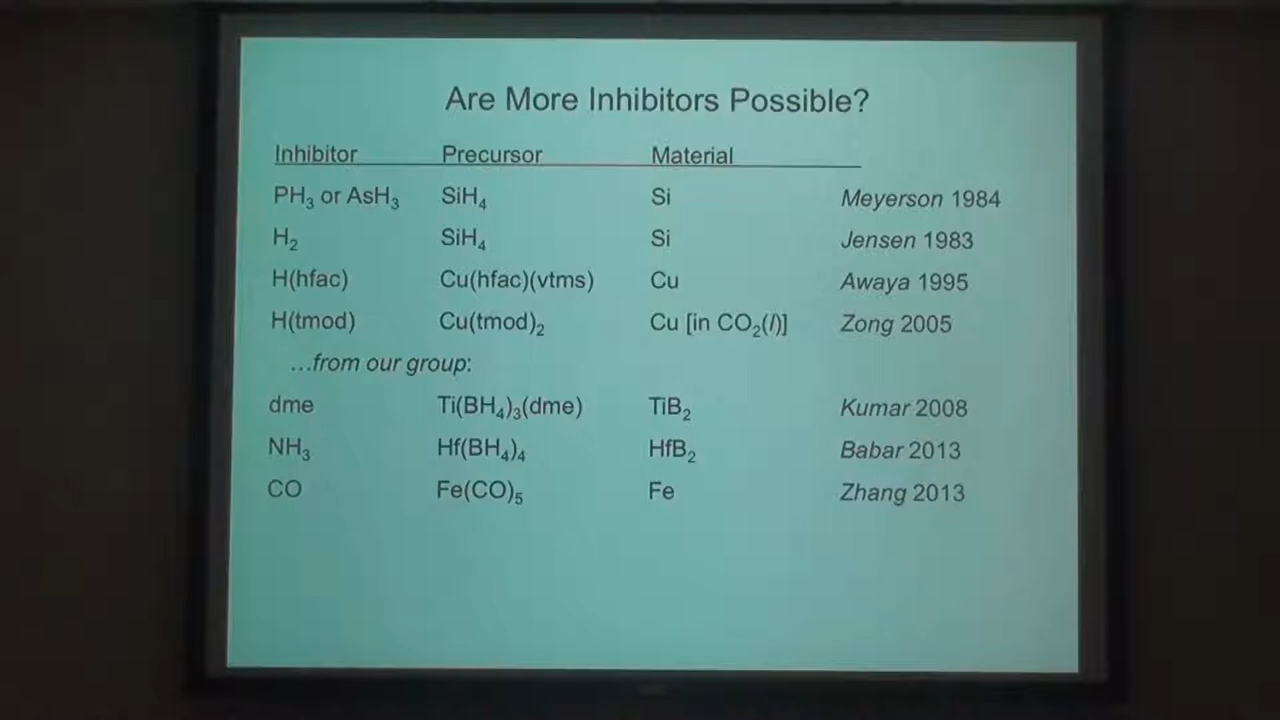 Are More Inhibitors Possible?
Inhibitor Precursor Material
PH₃ or AsH₃ SiH₄ Si Meyerson 1984
H₂ SiH₄ Si Jensen 1983
H(hfac) Cu(hfac)(vtms) Cu Awaya 1995
H(tmod) Cu(tmod)₂ Cu [in CO₂(l)] Zong 2005
...from our group:
dme Ti(BH₄)₃(dme) TiB₂ Kumar 2008
NH₃ Hf(BH₄)₄ HfB₂ Babar 2013
CO Fe(CO)₅ Fe Zhang 2013